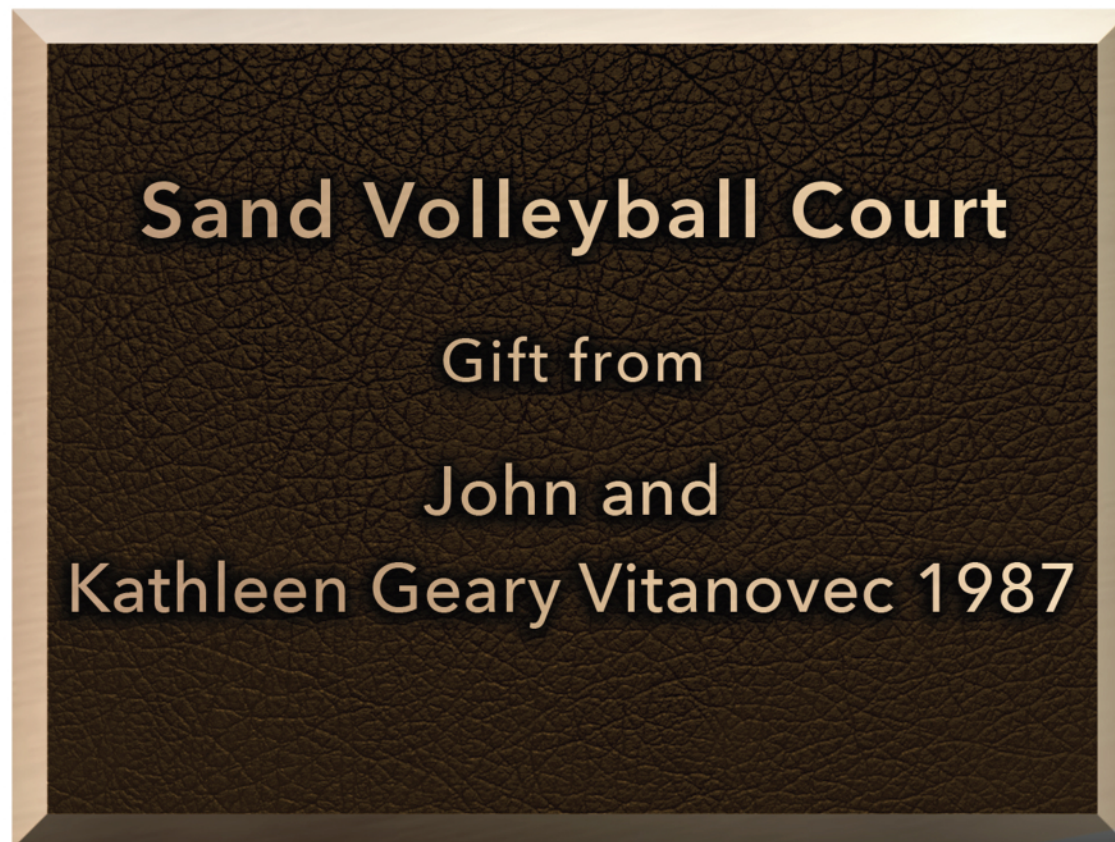 Sand Volleyball Court
Gift from
John and
Kathleen Geary Vitanovec 1987